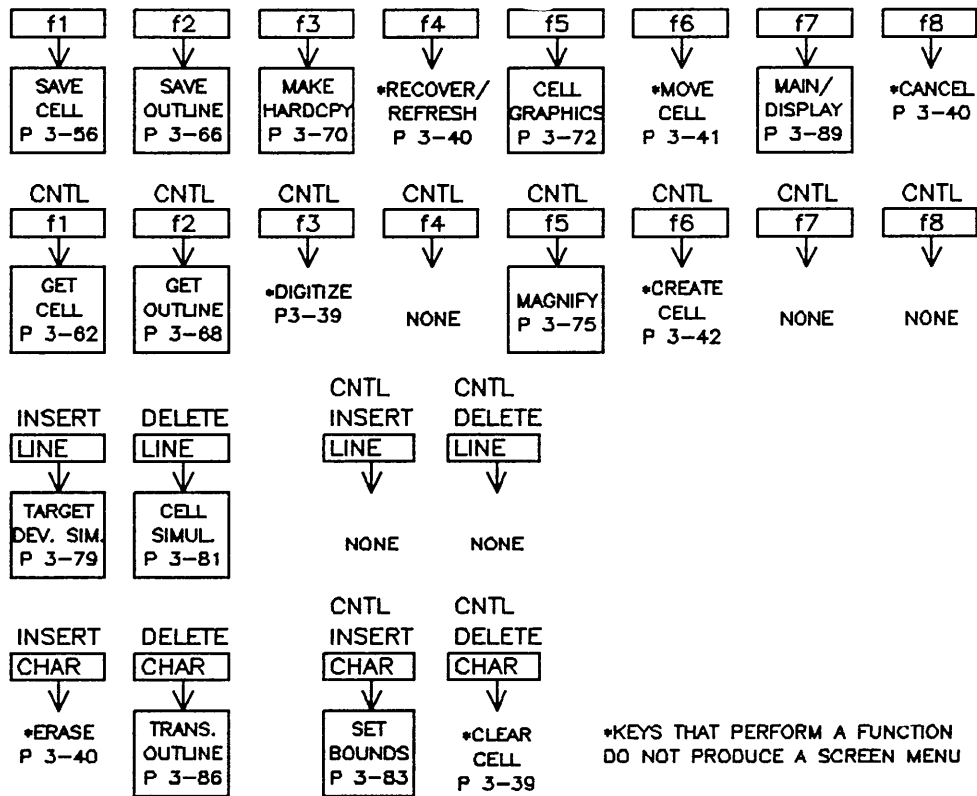 f1 f2 f3 f4 f5 f6 f7 f8
SAVE CELL P 3-56
SAVE OUTLINE P 3-66
MAKE HARDCPY P 3-70
*RECOVER/ REFRESH P 3-40
CELL GRAPHICS P 3-72
*MOVE CELL P 3-41
MAIN/ DISPLAY P 3-89
*CANCEL P 3-40
CNTL CNTL CNTL CNTL CNTL CNTL CNTL CNTL
f1 f2 f3 f4 f5 f6 f7 f8
GET CELL P 3-62
GET OUTLINE P 3-68
*DIGITIZE P3-39
NONE
MAGNIFY P 3-75
*CREATE CELL P 3-42
NONE
NONE
INSERT LINE
DELETE LINE
CNTL INSERT LINE
CNTL DELETE LINE
TARGET DEV. SIM. P 3-79
CELL SIMUL. P 3-81
NONE
NONE
INSERT CHAR
DELETE CHAR
CNTL INSERT CHAR
CNTL DELETE CHAR
*ERASE P 3-40
TRANS. OUTLINE P 3-86
SET BOUNDS P 3-83
*CLEAR CELL P 3-39
*KEYS THAT PERFORM A FUNCTION
DO NOT PRODUCE A SCREEN MENU